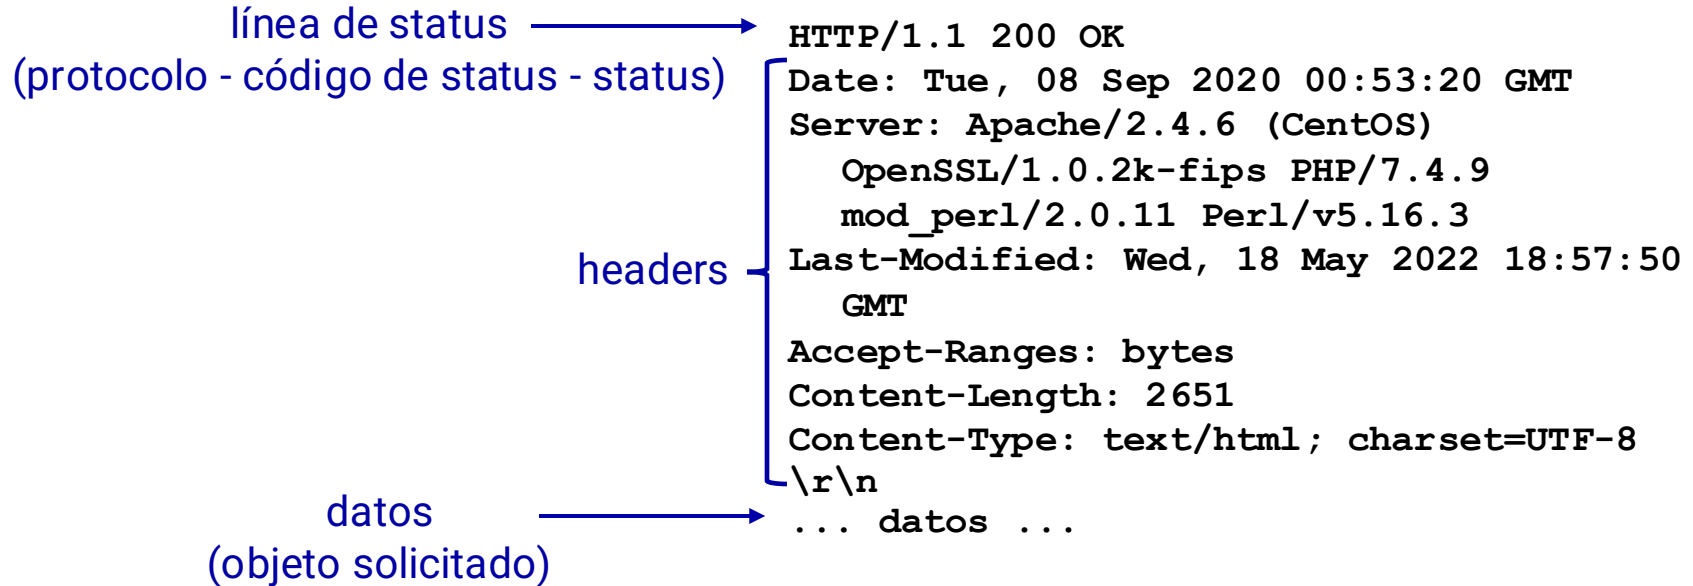 línea de status
(protocolo - código de status - status)
HTTP/1.1 200 OK
Date: Tue, 08 Sep 2020 00:53:20 GMT
Server: Apache/2.4.6 (CentOS)
OpenSSL/1.0.2k-fips PHP/7.4.9
mod_perl/2.0.11 Perl/v5.16.3
headers
Last-Modified: Wed, 18 May 2022 18:57:50
GMT
Accept-Ranges: bytes
Content-Length: 2651
Content-Type: text/html; charset=UTF-8
\r\n
datos
(objeto solicitado)
... datos ...